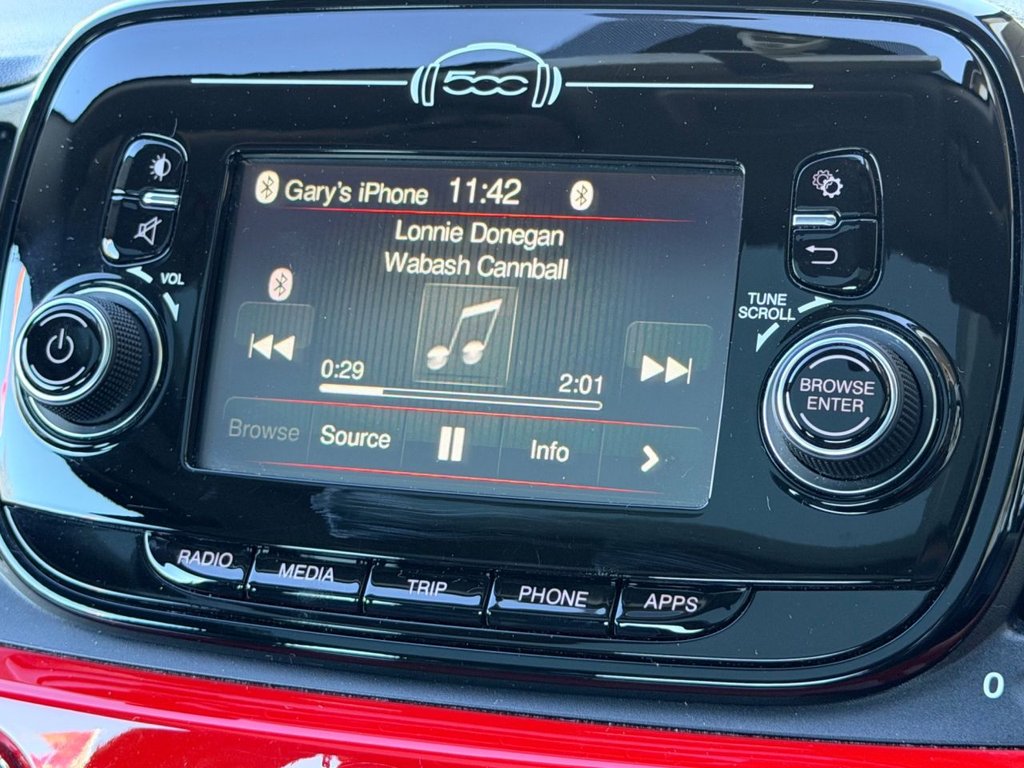 500
Gary's iPhone 11:42
Lonnie Donegan
Wabash Cannball
VOL
TUNE
SCROLL
0:29
2:01
BROWSE
ENTER
Browse Source Info
RADIO MEDIA TRIP PHONE APPS
0